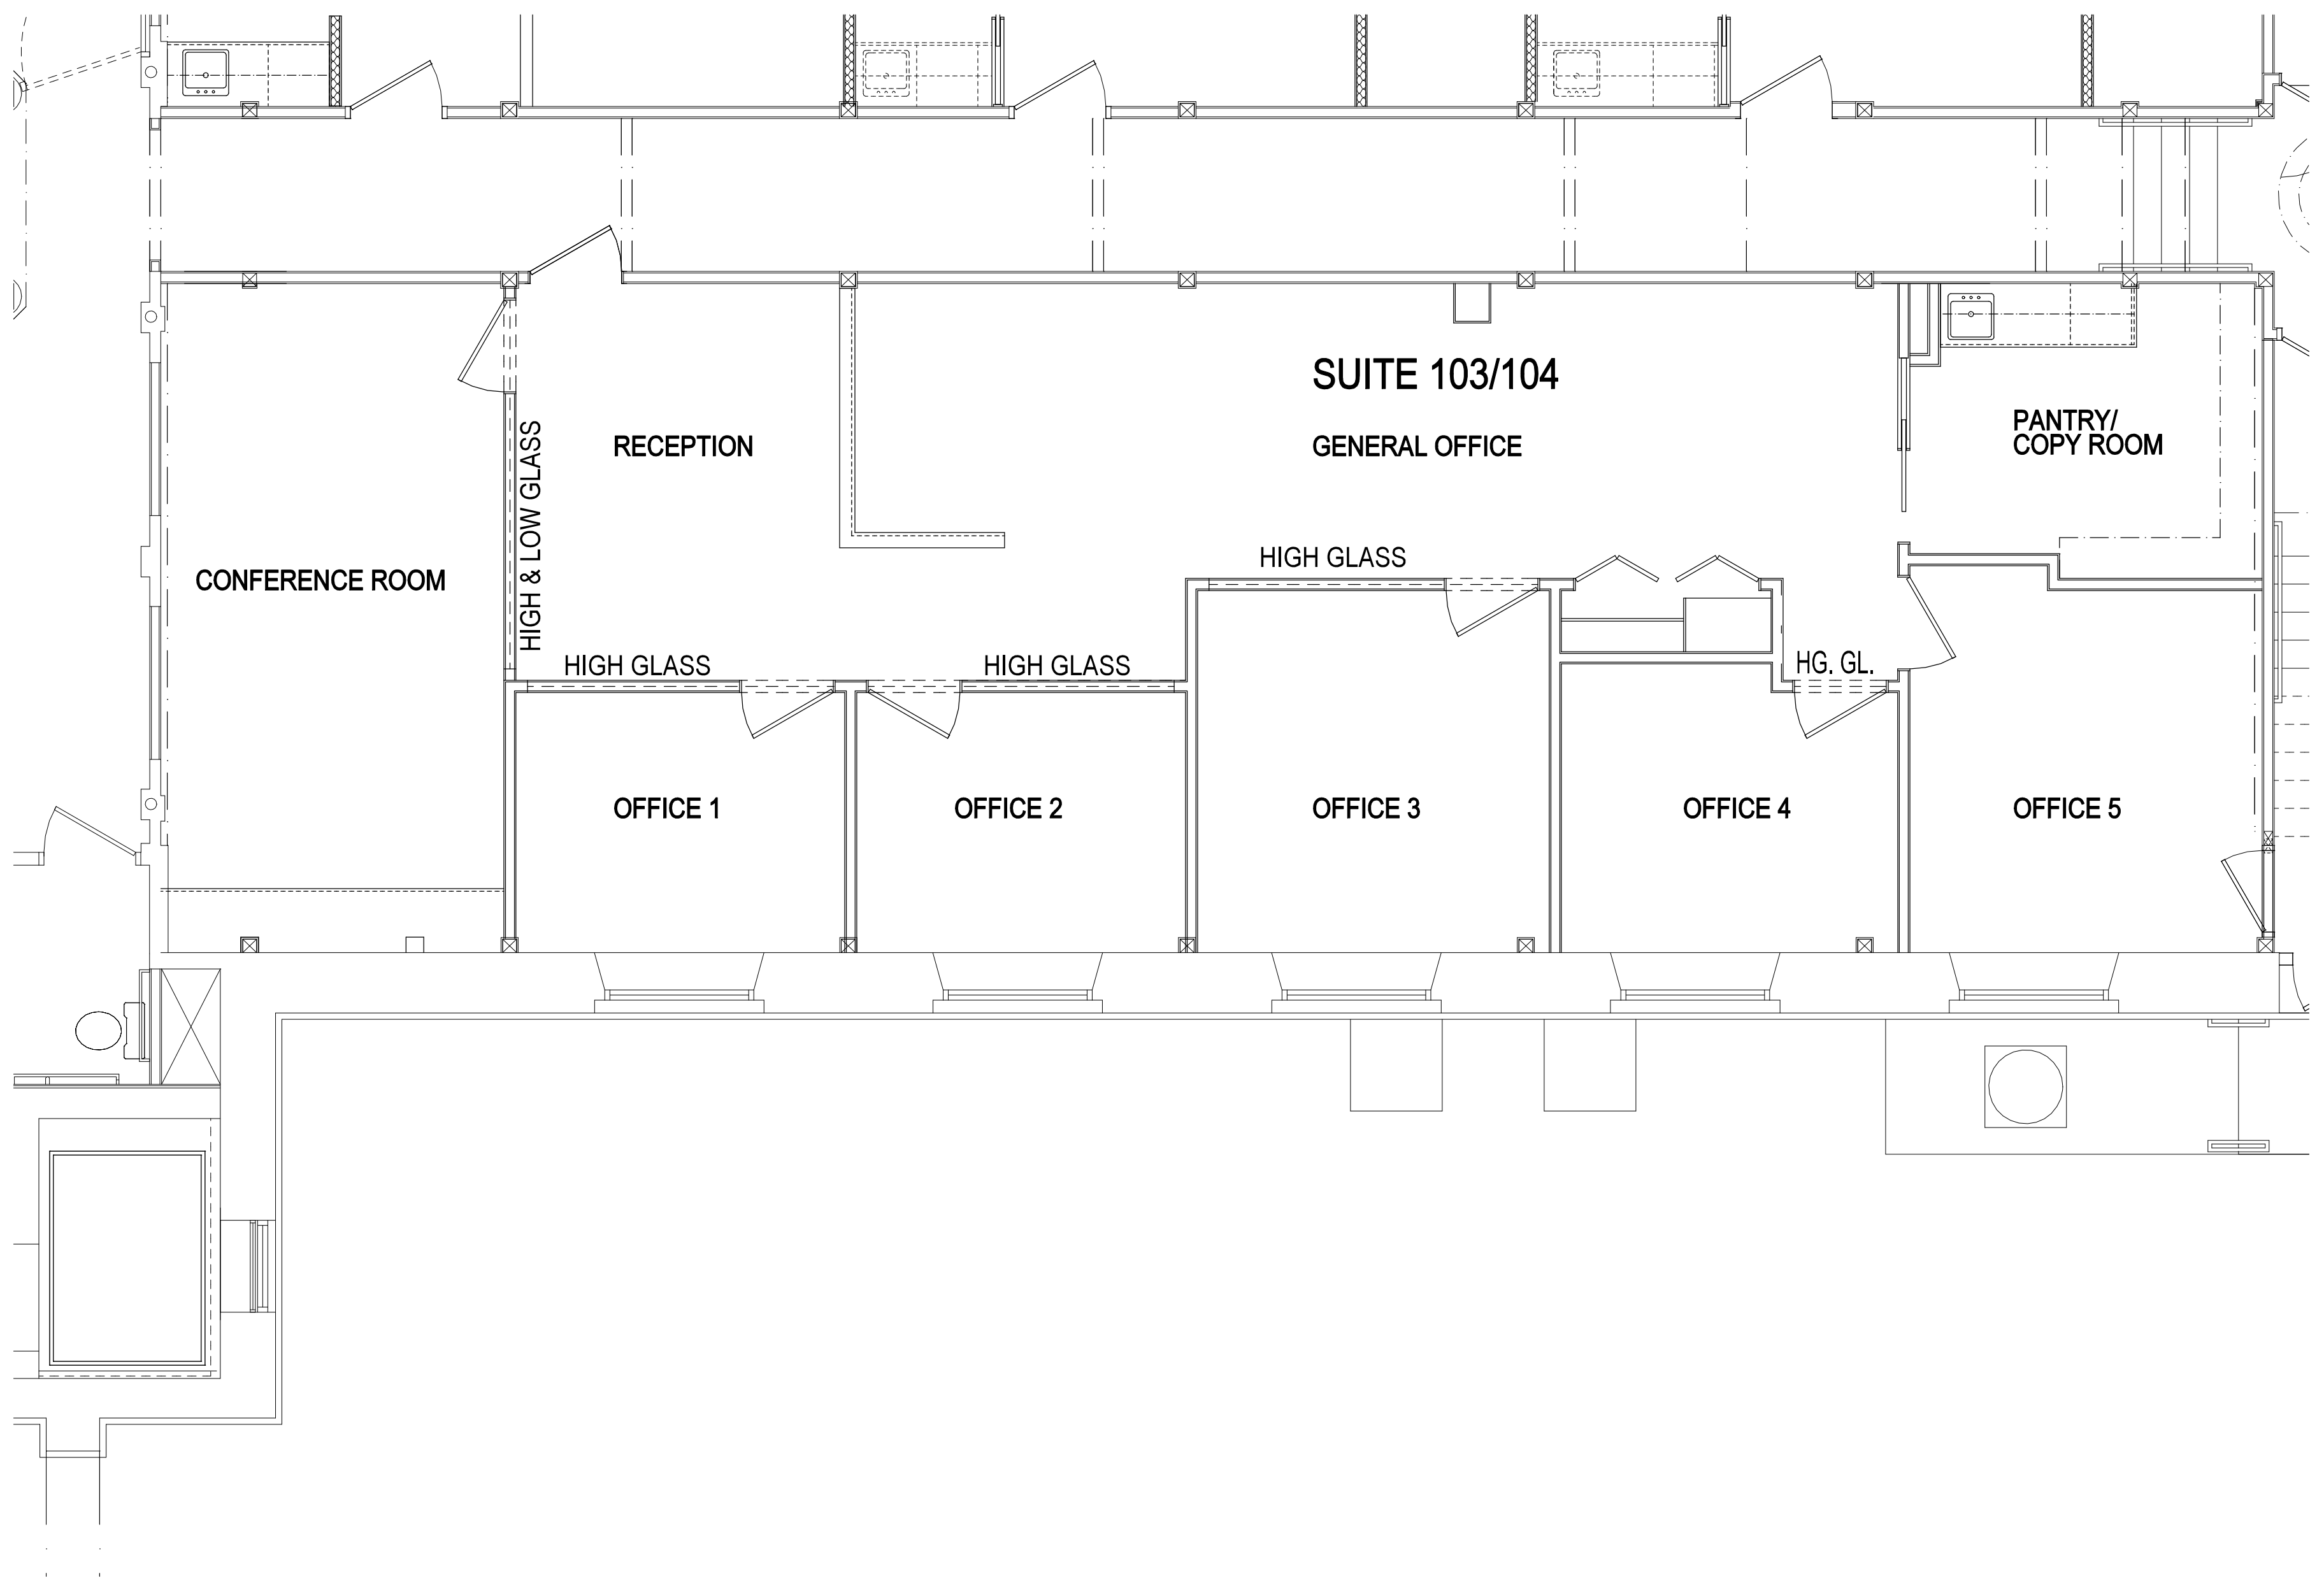 SUITE 103/104
RECEPTION
GENERAL OFFICE
PANTRY/
COPY ROOM
HIGH & LOW GLASS
CONFERENCE ROOM
HIGH GLASS
HIGH GLASS
HIGH GLASS
HG. GL.
OFFICE 1
OFFICE 2
OFFICE 3
OFFICE 4
OFFICE 5